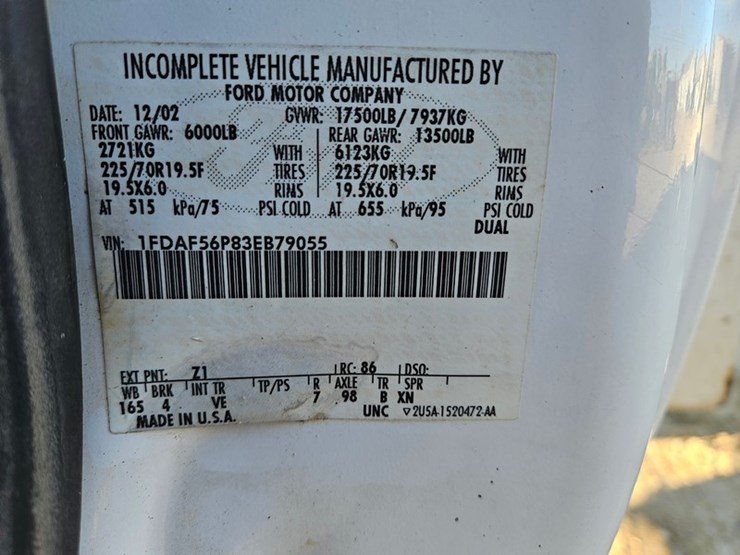 INCOMPLETE VEHICLE MANUFACTURED BY
FORD MOTOR COMPANY
DATE: 12/02 GVWR: 17500LB/ 7937KG
FRONT GAWR: 6000LB REAR GAWR: 13500LB
2721KG WITH 6123KG WITH
225/70R19.5F TIRES 225/70R19.5F TIRES
19.5X6.0 RIMS 19.5X6.0 RIMS
AT 515 kPa/75 PSI COLD AT 655 kPa/95 PSI COLD
DUAL
VIN: 1FDAF56P83EB79055
EXT PNT: Z1 RC: 86 DSO:
WB BRK INT TR TP/PS R AXLE TR SPR
165 4 VE 7 98 B XN
MADE IN U.S.A. UNC ▽2U5A-1520472-AA